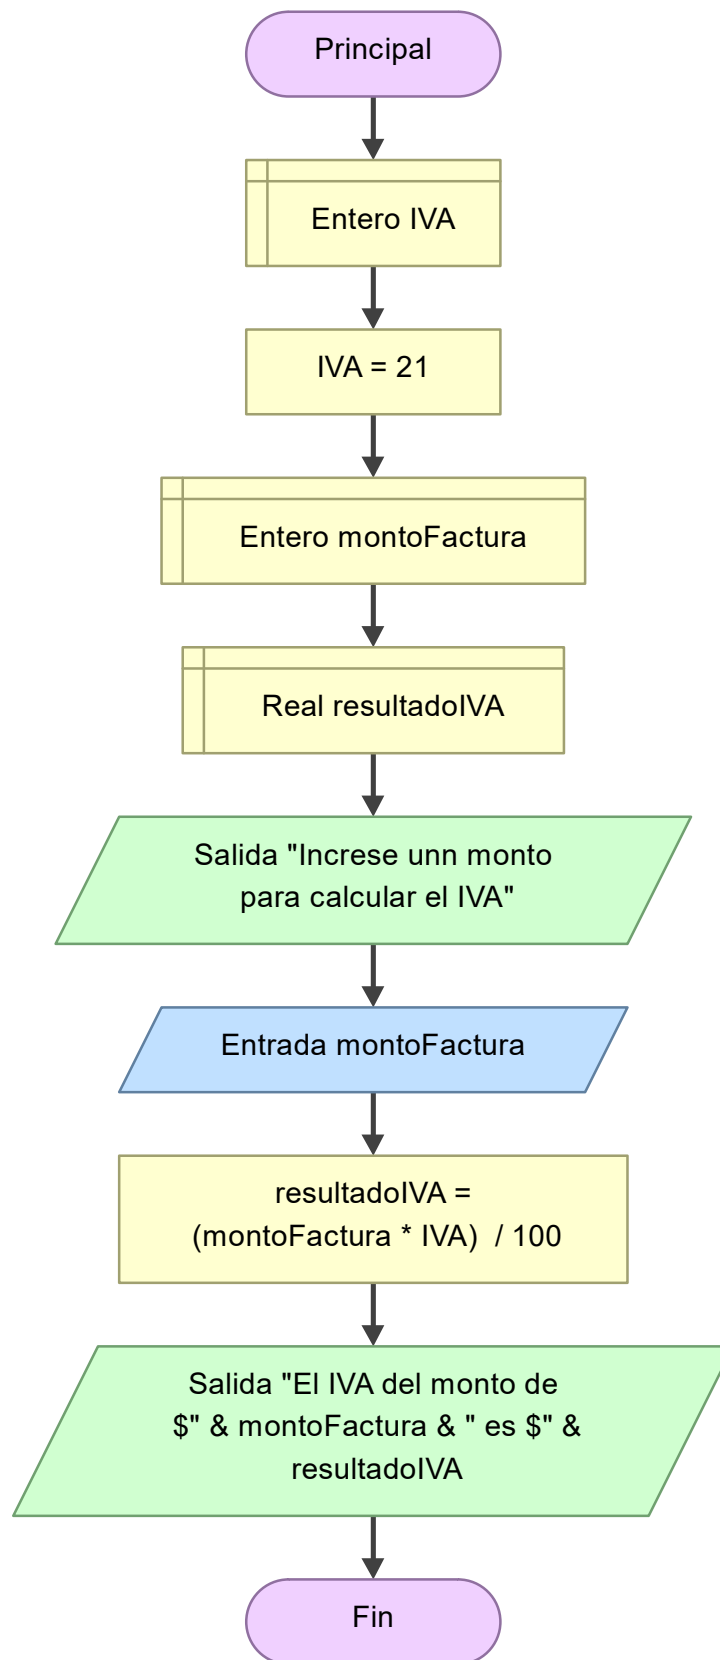 Principal
Entero IVA
IVA = 21
Entero montoFactura
Real resultadoIVA
Salida "Increse unn monto
para calcular el IVA"
Entrada montoFactura
resultadoIVA =
(montoFactura * IVA)  / 100
Salida "El IVA del monto de
$" & montoFactura & " es $" &
resultadoIVA
Fin